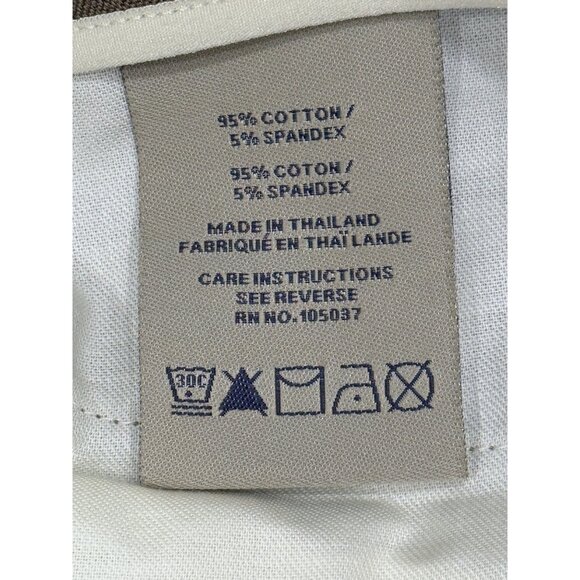 95% COTTON /
5% SPANDEX
95% COTON /
5% SPANDEX
MADE IN THAILAND
FABRIQUÉ EN THAÏLANDE
CARE INSTRUCTIONS
SEE REVERSE
RN NO. 105037
30C